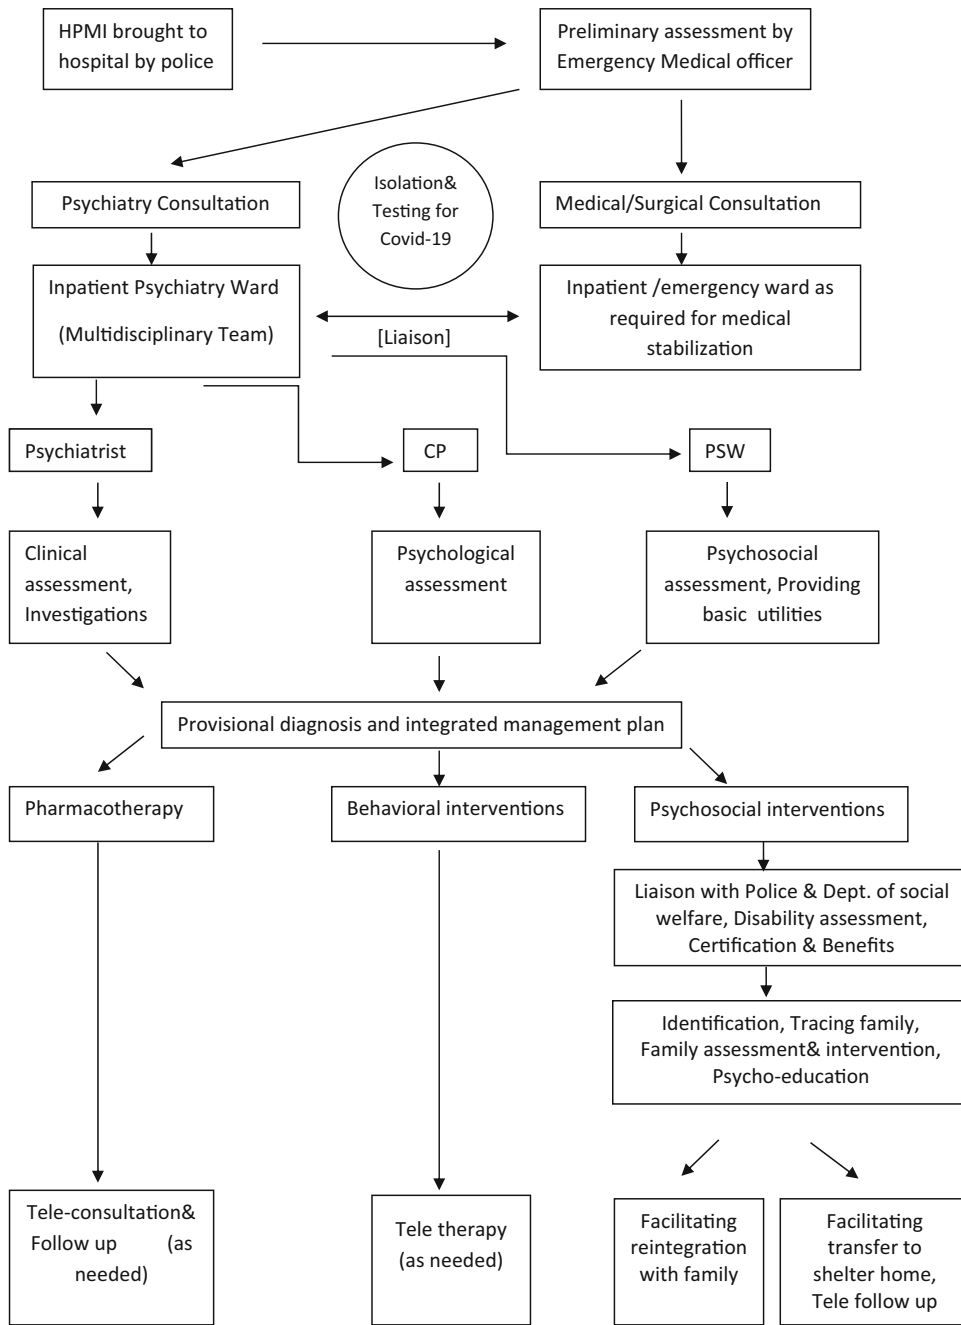 HPMI brought to
hospital by police
Preliminary assessment by
Emergency Medical officer
Isolation&
Testing for
Covid-19
Psychiatry Consultation
Medical/Surgical Consultation
Inpatient Psychiatry Ward
(Multidisciplinary Team)
[Liaison]
Inpatient /emergency ward as
required for medical
stabilization
Psychiatrist
CP
PSW
Clinical
assessment,
Investigations
Psychological
assessment
Psychosocial
assessment, Providing
basic utilities
Provisional diagnosis and integrated management plan
Pharmacotherapy
Behavioral interventions
Psychosocial interventions
Liaison with Police & Dept. of social
welfare, Disability assessment,
Certification & Benefits
Identification, Tracing family,
Family assessment& intervention,
Psycho-education
Tele-consultation&
Follow up (as
needed)
Tele therapy
(as needed)
Facilitating
reintegration
with family
Facilitating
transfer to
shelter home,
Tele follow up